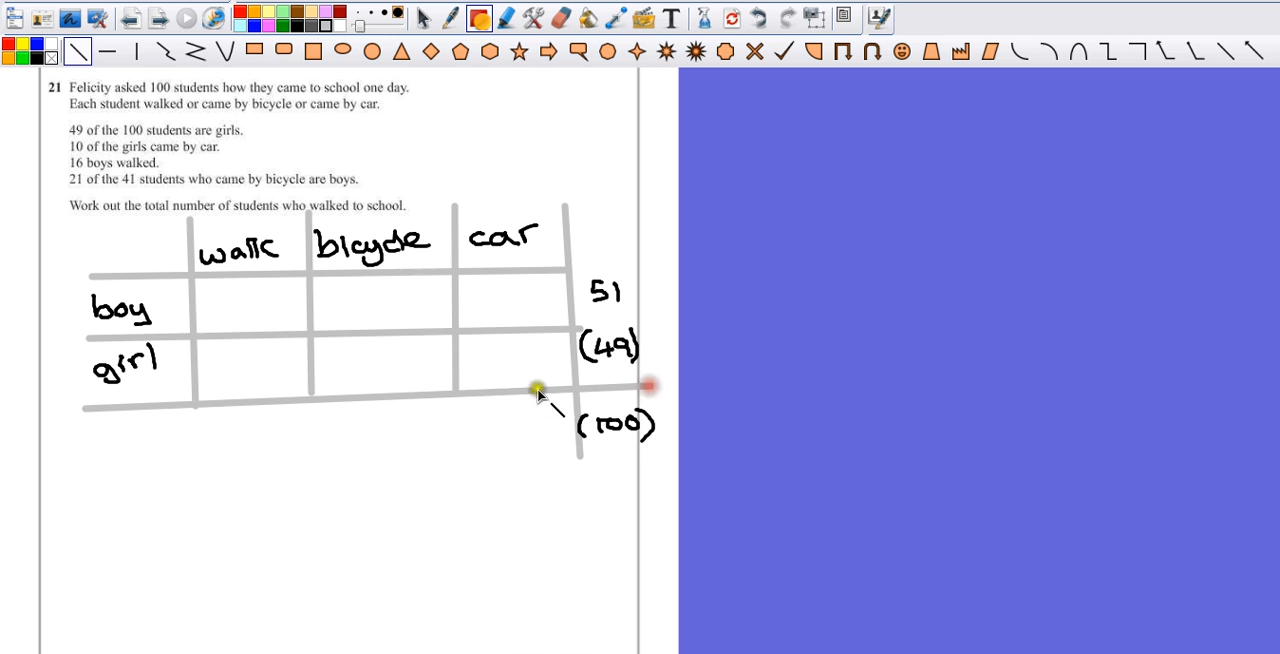 21 Felicity asked 100 students how they came to school one day.
Each student walked or came by bicycle or came by car.
49 of the 100 students are girls.
10 of the girls came by car.
16 boys walked.
21 of the 41 students who came by bicycle are boys.
Work out the total number of students who walked to school.
walk bicycle car
boy 51
girl (49)
(100)